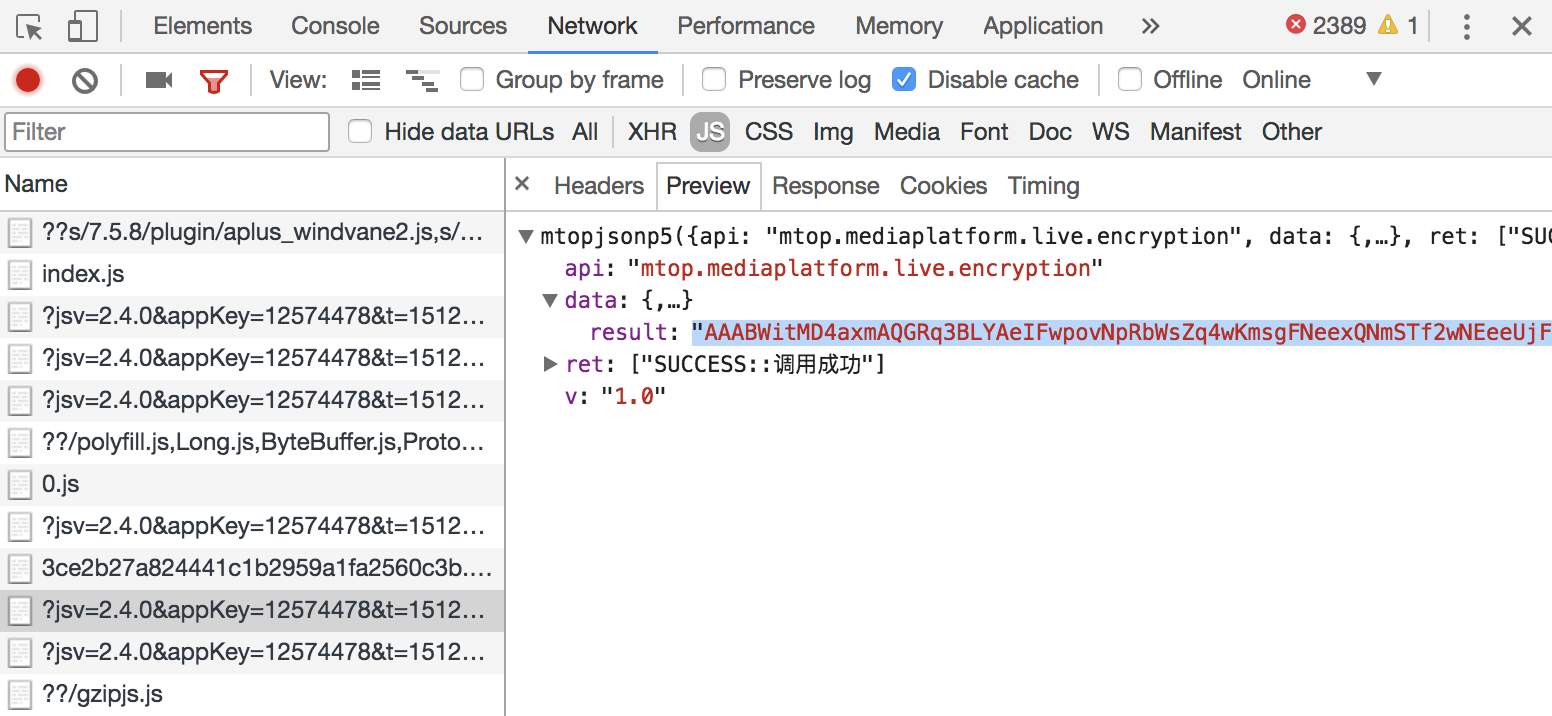 Elements Console Sources Network Performance Memory Application » 2389 1
View: Group by frame Preserve log Disable cache Offline Online
Filter Hide data URLs All XHR JS CSS Img Media Font Doc WS Manifest Other
Name
??s/7.5.8/plugin/aplus_windvane2.js,s/…
index.js
?jsv=2.4.0&appKey=12574478&t=1512…
?jsv=2.4.0&appKey=12574478&t=1512…
?jsv=2.4.0&appKey=12574478&t=1512…
??/polyfill.js,Long.js,ByteBuffer.js,Proto…
0.js
?jsv=2.4.0&appKey=12574478&t=1512…
3ce2b27a824441c1b2959a1fa2560c3b.…
?jsv=2.4.0&appKey=12574478&t=1512…
?jsv=2.4.0&appKey=12574478&t=1512…
??/gzipjs.js
× Headers Preview Response Cookies Timing
mtopjsonp5({api: "mtop.mediaplatform.live.encryption", data: {,…}, ret: ["SUC
api: "mtop.mediaplatform.live.encryption"
data: {,…}
result: "AAABWitMD4axmAQGRq3BLYAeIFwpovNpRbWsZq4wKmsgFNeexQNmSTf2wNEeeUjF
ret: ["SUCCESS::调用成功"]
v: "1.0"